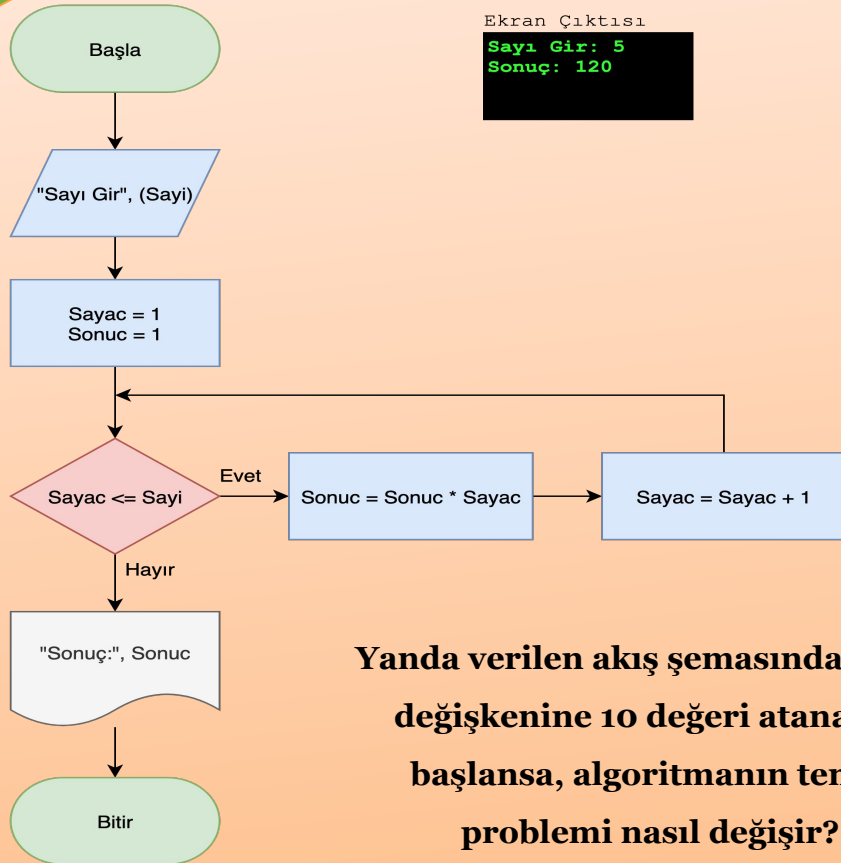 Başla
Ekran Çıktısı
Sayı Gir: 5
Sonuç: 120
"Sayı Gir", (Sayi)
Sayac = 1
Sonuc = 1
Sayac <= Sayi
Evet
Sonuc = Sonuc * Sayac
Sayac = Sayac + 1
Hayır
"Sonuç:", Sonuc
Bitir
Yanda verilen akış şemasında
değişkenine 10 değeri
başlansa, algoritmanın
problemi nasıl değişir?